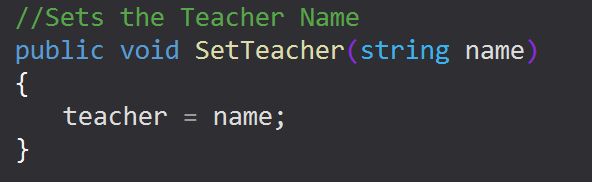 //Sets the Teacher Name
public void SetTeacher(string name)
{
teacher = name;
}